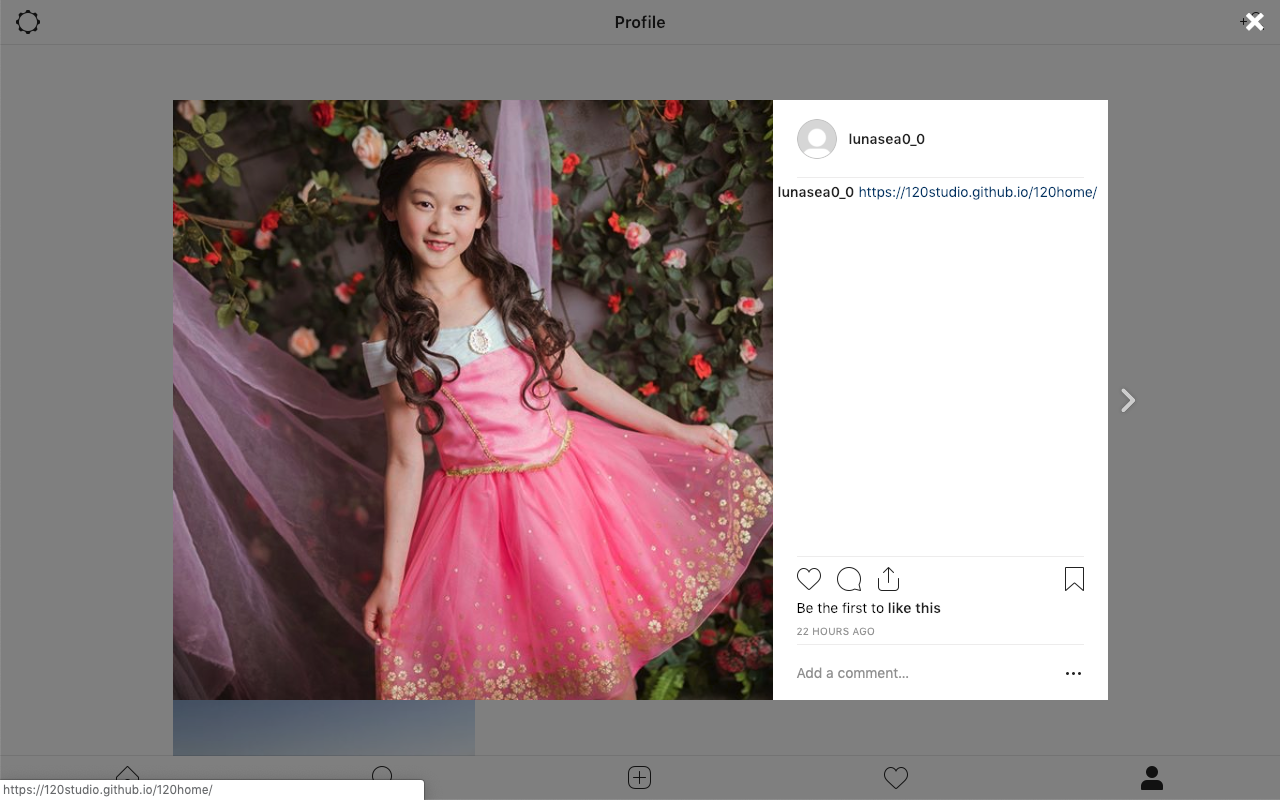 Profile
lunasea0_0
lunasea0_0 https://120studio.github.io/120home/
Be the first to like this
22 HOURS AGO
Add a comment...
https://120studio.github.io/120home/